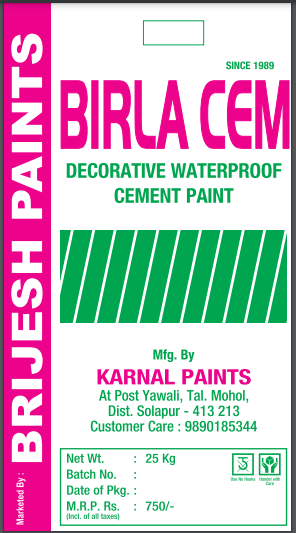 SINCE 1989
BIRLA CEM
DECORATIVE WATERPROOF
CEMENT PAINT
Mfg. By
KARNAL PAINTS
At Post Yawali, Tal. Mohol,
Dist. Solapur - 413 213
Customer Care : 9890185344
Net Wt. : 25 Kg
Batch No. :
Date of Pkg. :
M.R.P. Rs. : 750/-
(Incl. of all taxes)
Use No Hooks
Handel with
Care
Marketed By :
BRIJESH PAINTS